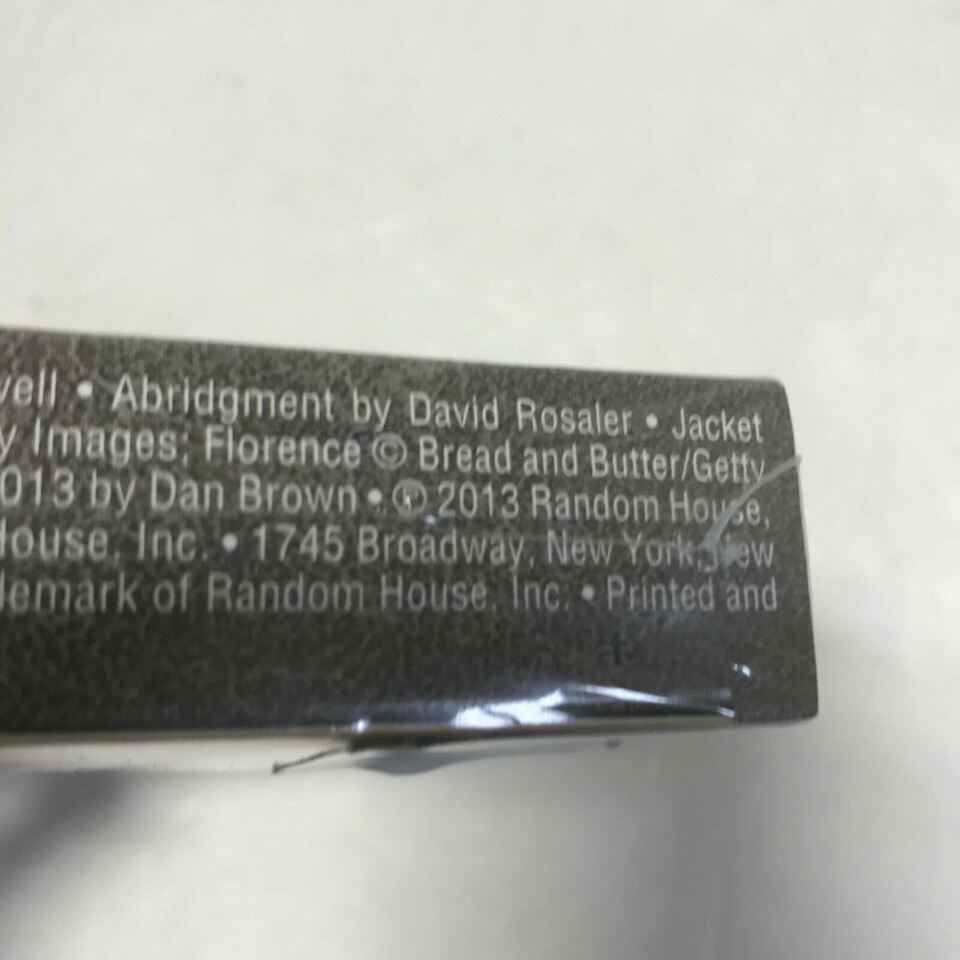 vell • Abridgment by David Rosaler • Jacket
y Images; Florence © Bread and Butter/Getty
013 by Dan Brown • ℗ 2013 Random House,
House, Inc. • 1745 Broadway, New York, New
demark of Random House, Inc. • Printed and